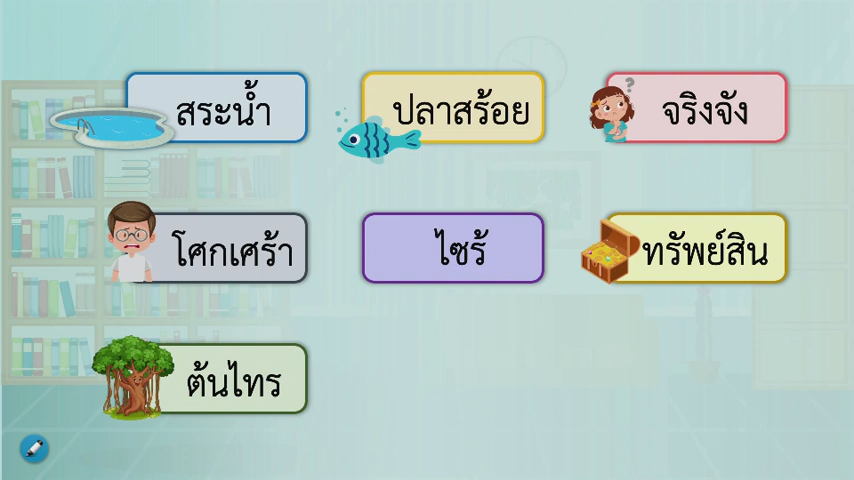 สระน้ำ
ปลาสร้อย
จริงจัง
โศกเศร้า
ไซร้
ทรัพย์สิน
ต้นไทร